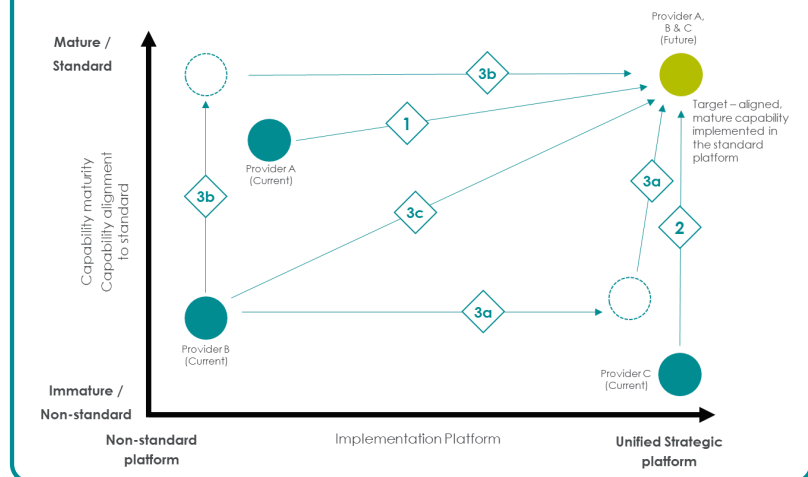 Provider A,
B & C
(Future)
Mature /
Standard
3b
Target – aligned,
mature capability
implemented in
the standard
platform
1
Provider A
(Current)
Capability maturity
Capability alignment
to standard
3b
3a
3c
2
3a
Provider B
(Current)
Provider C
(Current)
Immature /
Non-standard
Non-standard
platform
Implementation Platform
Unified Strategic
platform